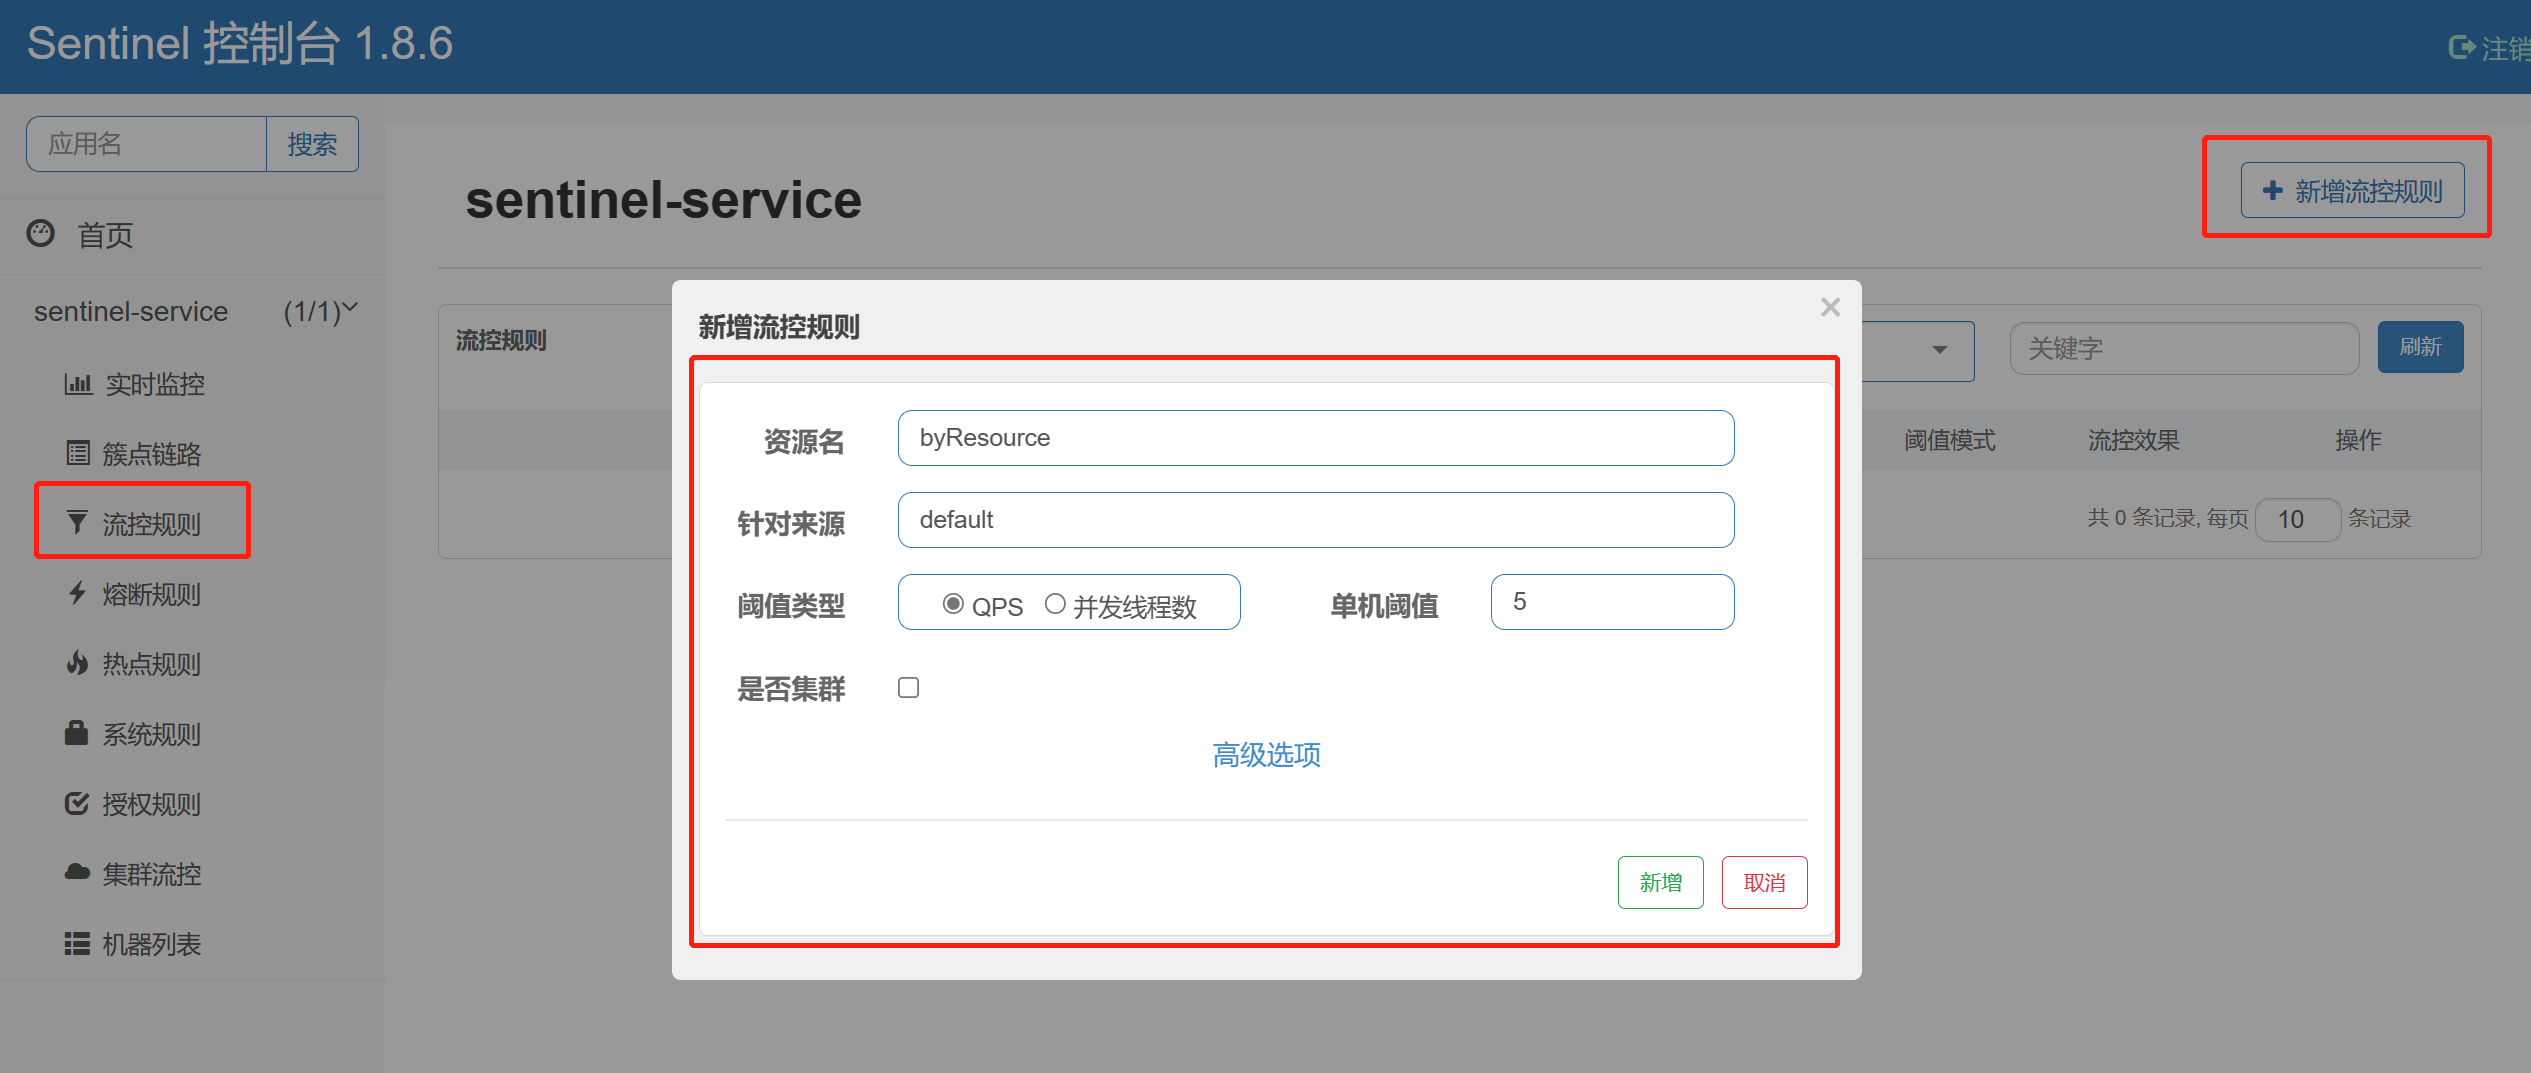 Sentinel 控制台 1.8.6
注销
应用名 搜索
首页
sentinel-service (1/1)
实时监控
簇点链路
流控规则
熔断规则
热点规则
系统规则
授权规则
集群流控
机器列表
sentinel-service
新增流控规则
流控规则
关键字 刷新
阈值模式 流控效果 操作
共 0 条记录, 每页 10 条记录
新增流控规则
×
资源名 byResource
针对来源 default
阈值类型 QPS 并发线程数 单机阈值 5
是否集群
高级选项
新增 取消